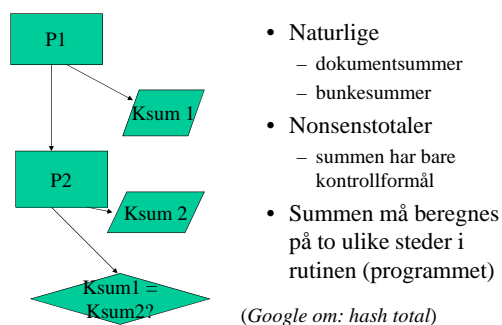 P1
Ksum 1
P2
Ksum 2
Ksum1 =
Ksum2?
• Naturlige
– dokumentsummer
– bunkesummer
• Nonsenstotaler
– summen har bare
kontrollformål
• Summen må beregnes
på to ulike steder i
rutinen (programmet)
(Google om: hash total)